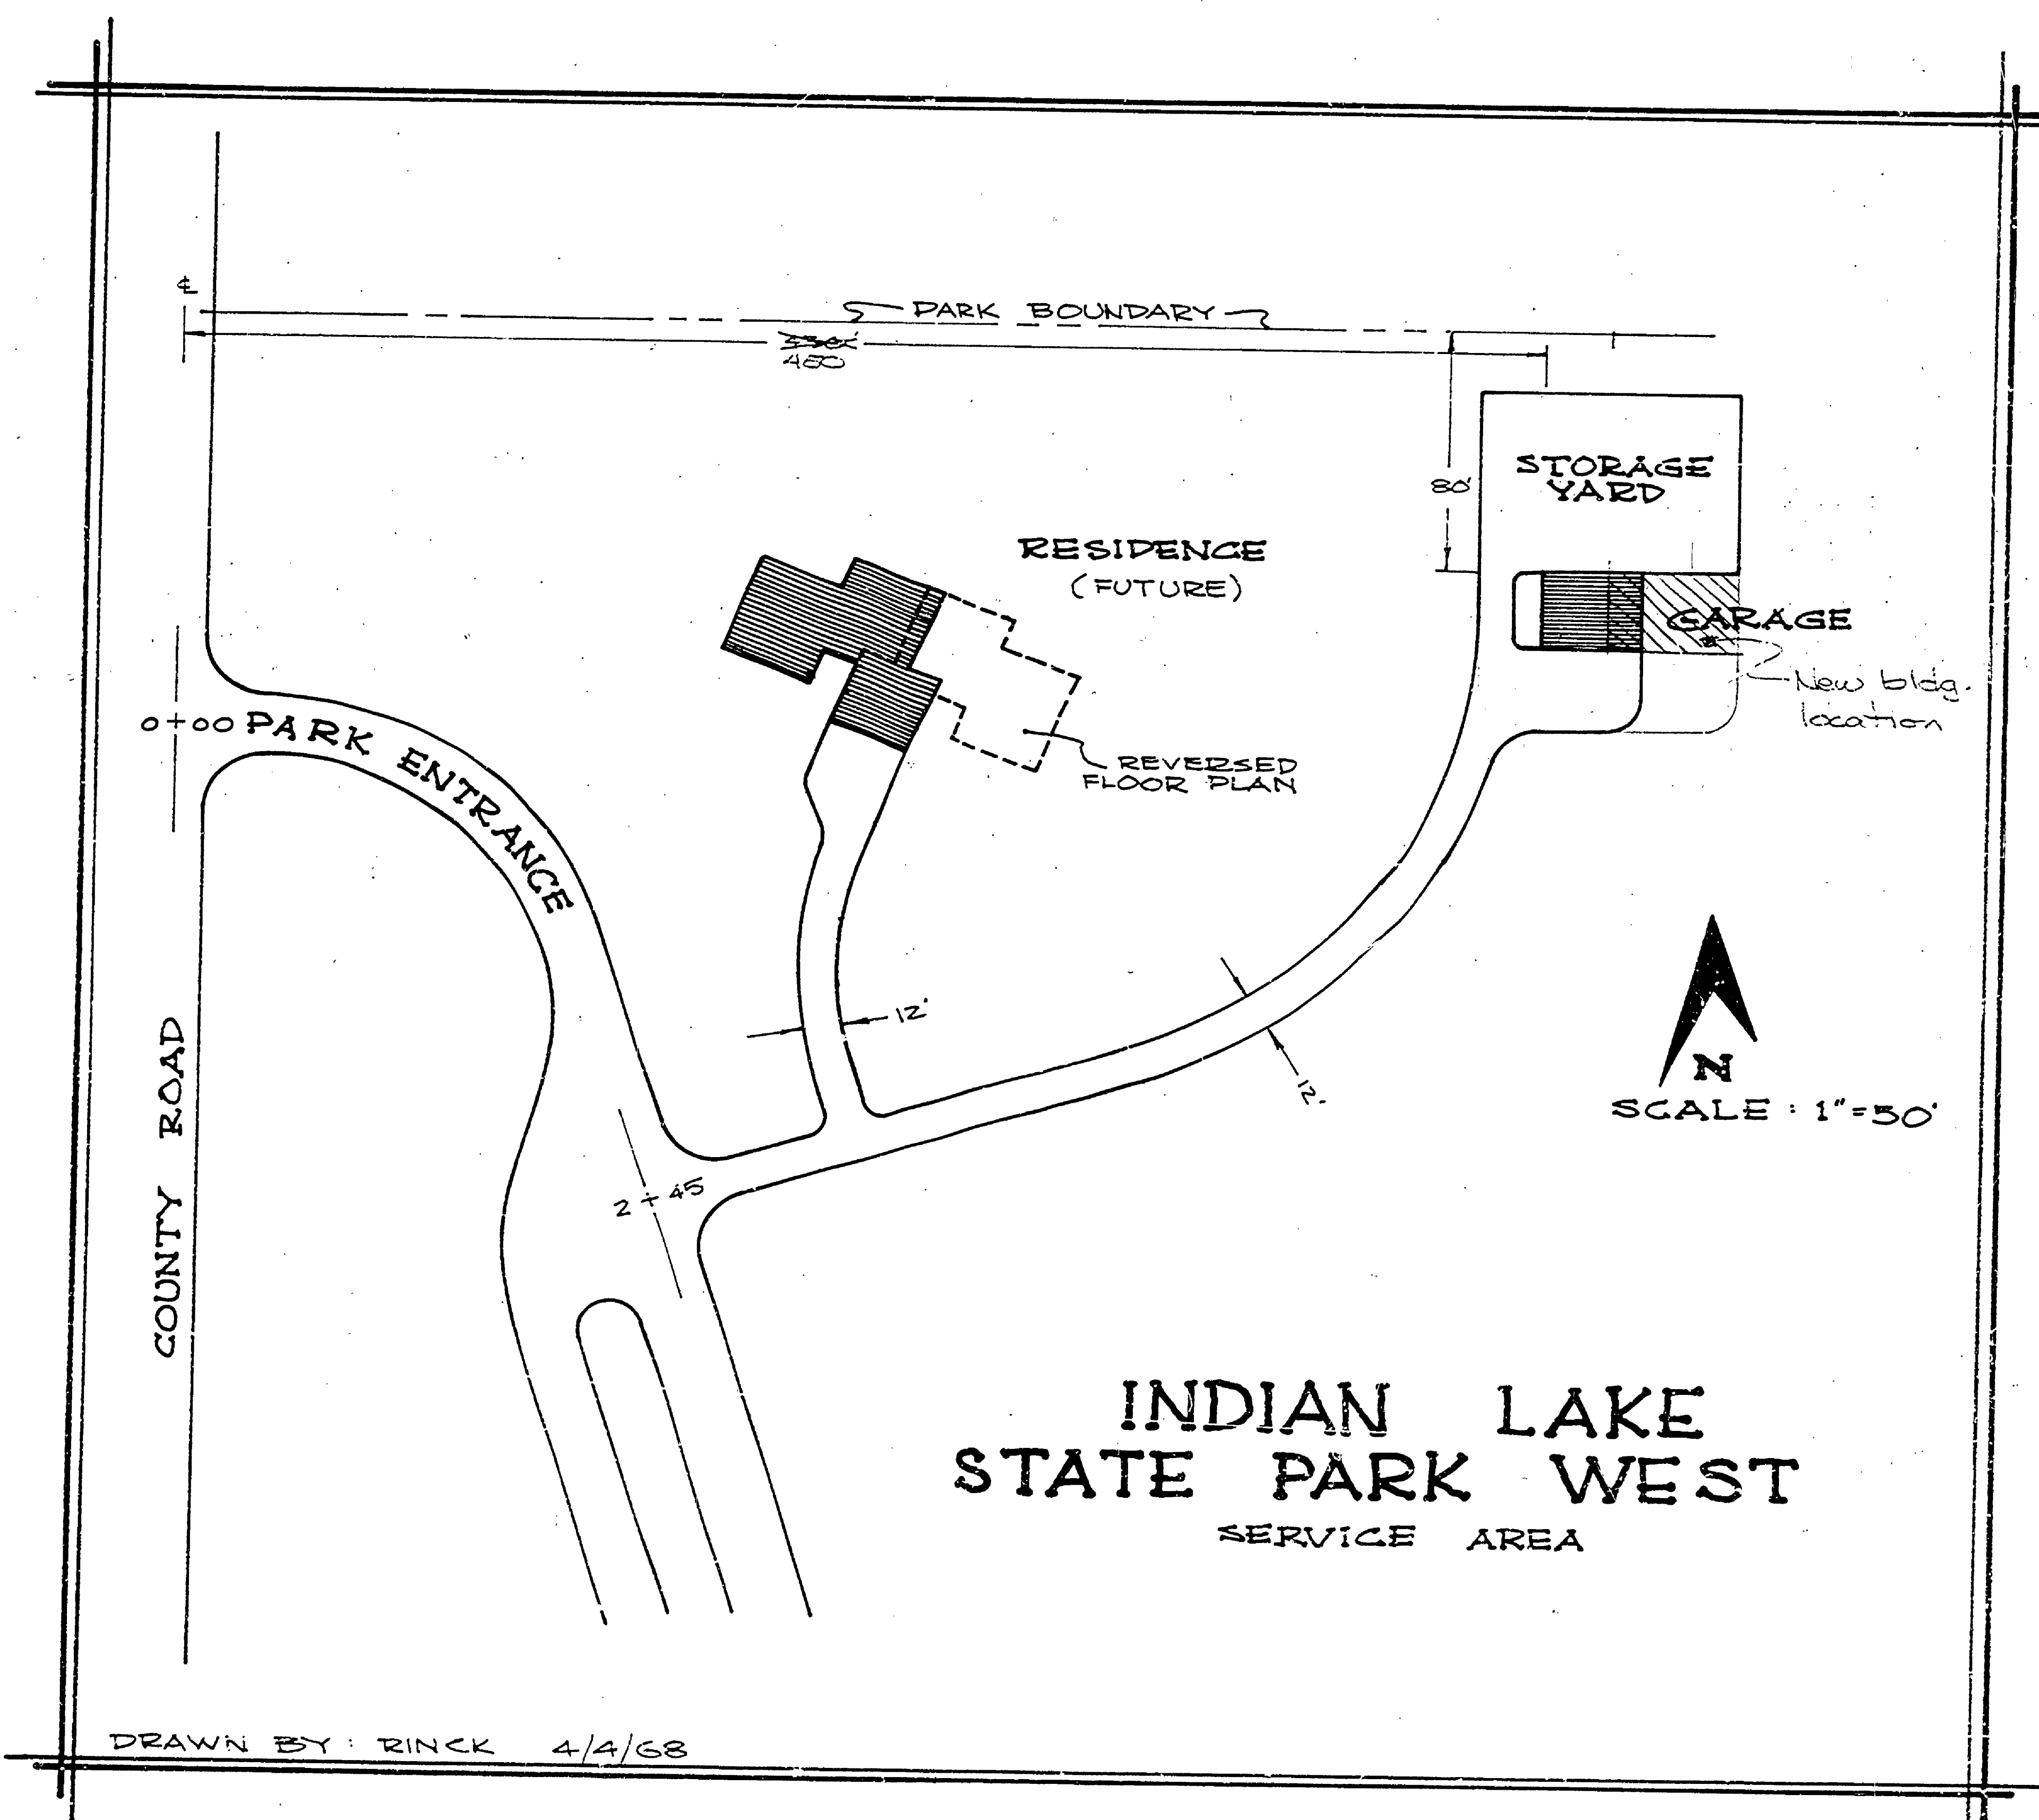 ℄
PARK BOUNDARY
460
80'
STORAGE
YARD
RESIDENCE
(FUTURE)
GARAGE
New bldg.
location
0+00 PARK ENTRANCE
REVERSED
FLOOR PLAN
12'
12'
N
SCALE : 1"=50'
COUNTY ROAD
2+45
INDIAN LAKE
STATE PARK WEST
SERVICE AREA
DRAWN BY : RINCK 4/4/68